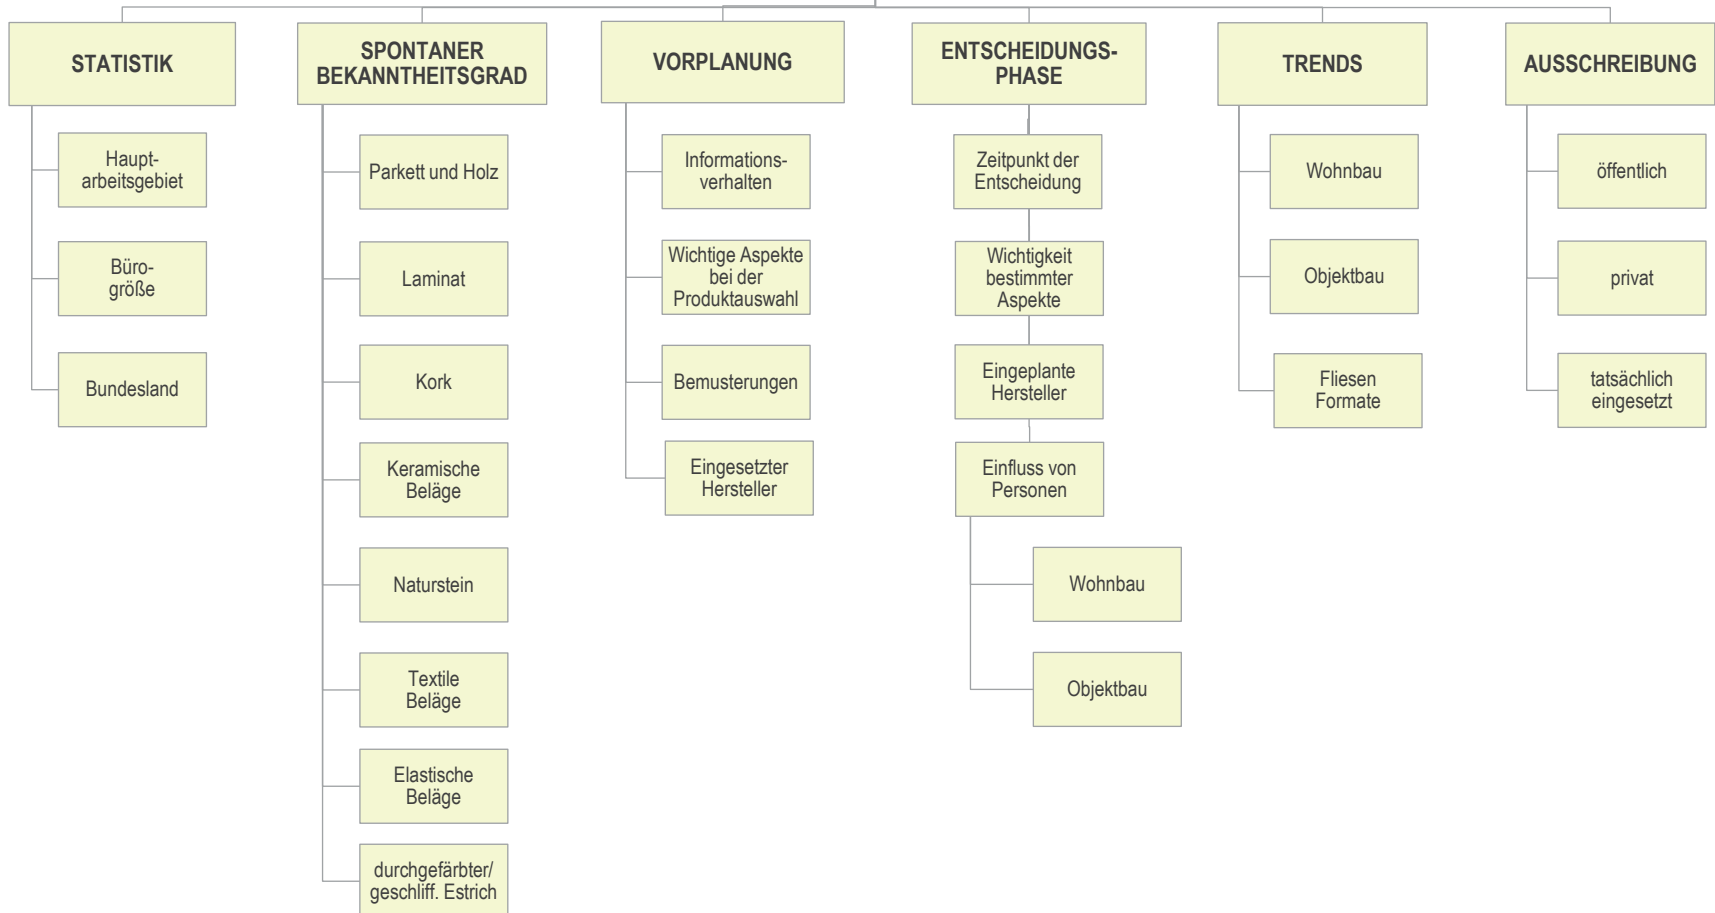 STATISTIK
Haupt-
arbeitsgebiet
Büro-
größe
Bundesland
SPONTANER
BEKANNTHEITSGRAD
Parkett und Holz
Laminat
Kork
Keramische
Beläge
Naturstein
Textile
Beläge
Elastische
Beläge
durchgefärbter/
geschliff. Estrich
VORPLANUNG
Informations-
verhalten
Wichtige Aspekte
bei der
Produktauswahl
Bemusterungen
Eingesetzter
Hersteller
ENTSCHEIDUNGS-
PHASE
Zeitpunkt der
Entscheidung
Wichtigkeit
bestimmter
Aspekte
Eingeplante
Hersteller
Einfluss von
Personen
Wohnbau
Objektbau
TRENDS
Wohnbau
Objektbau
Fliesen
Formate
AUSSCHREIBUNG
öffentlich
privat
tatsächlich
eingesetzt